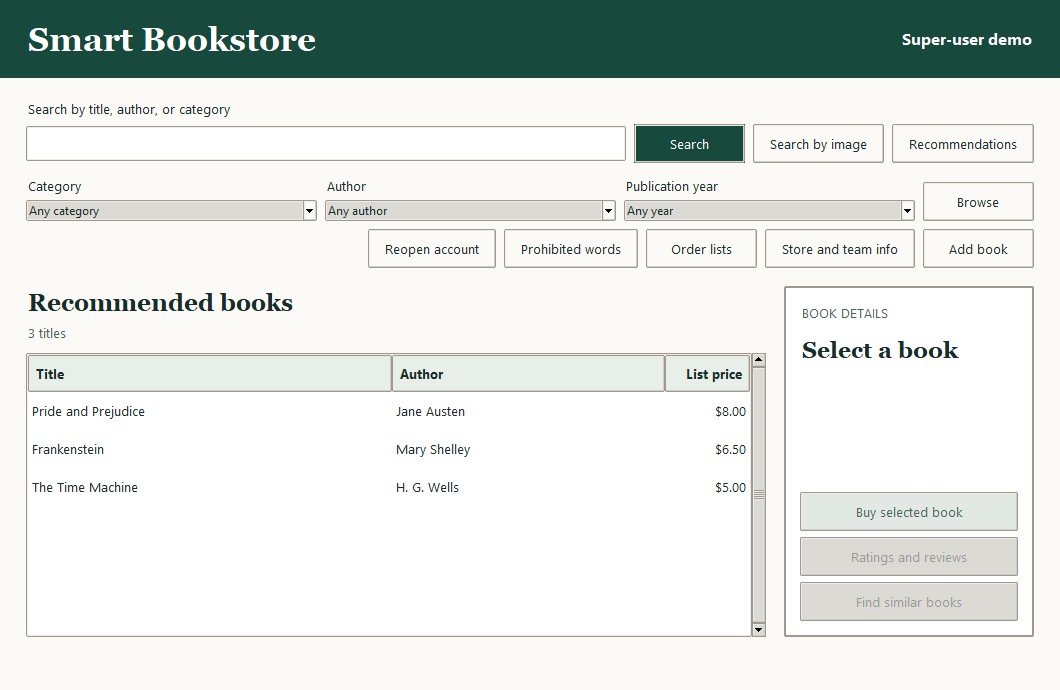 Smart Bookstore
Super-user demo
Search by title, author, or category
Search
Search by image
Recommendations
Category
Author
Publication year
Any category
Any author
Any year
Browse
Reopen account
Prohibited words
Order lists
Store and team info
Add book
Recommended books
3 titles
Title Author List price
Pride and Prejudice Jane Austen $8.00
Frankenstein Mary Shelley $6.50
The Time Machine H. G. Wells $5.00
BOOK DETAILS
Select a book
Buy selected book
Ratings and reviews
Find similar books